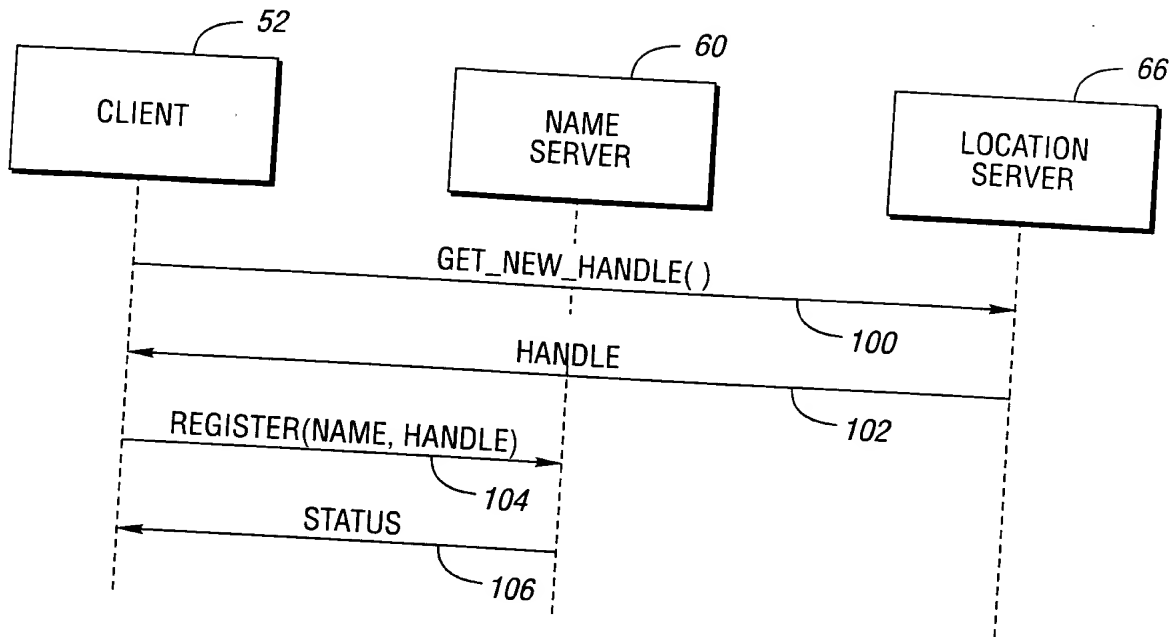 52
60
66
CLIENT
NAME
SERVER
LOCATION
SERVER
GET_NEW_HANDLE( )
100
HANDLE
102
REGISTER(NAME, HANDLE)
104
STATUS
106